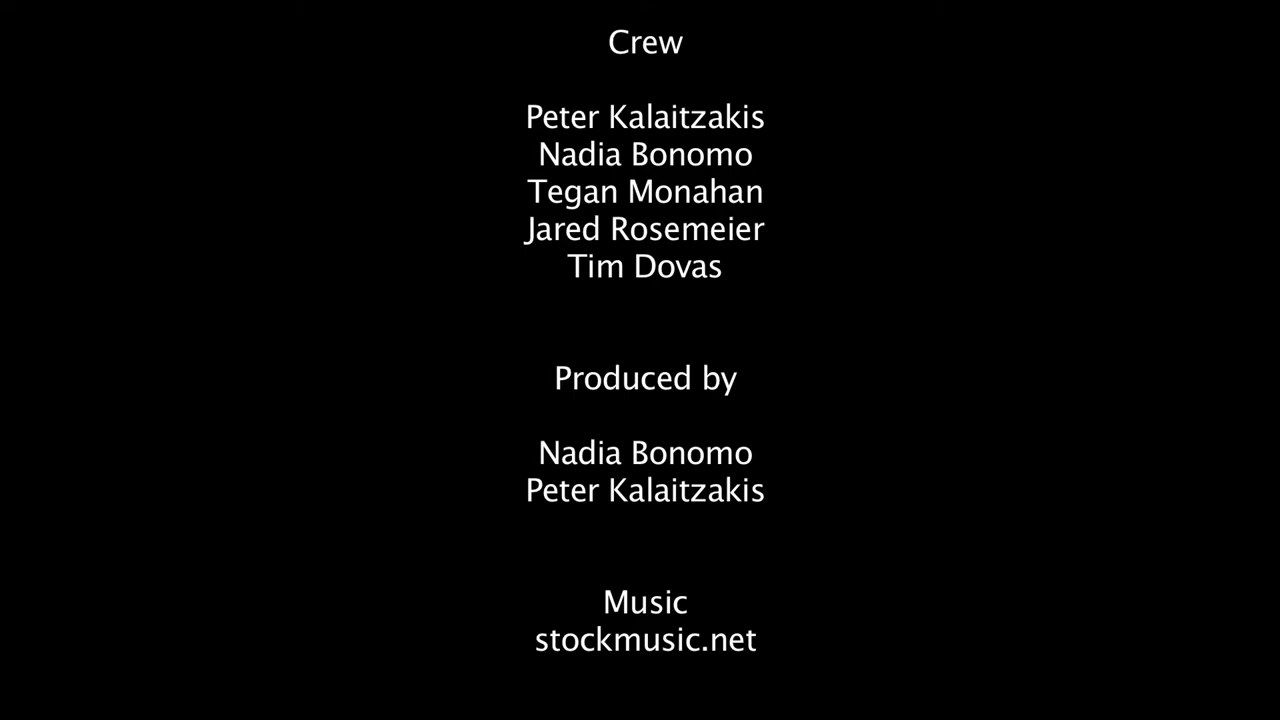 Crew
Peter Kalaitzakis
Nadia Bonomo
Tegan Monahan
Jared Rosemeier
Tim Dovas
Produced by
Nadia Bonomo
Peter Kalaitzakis
Music
stockmusic.net